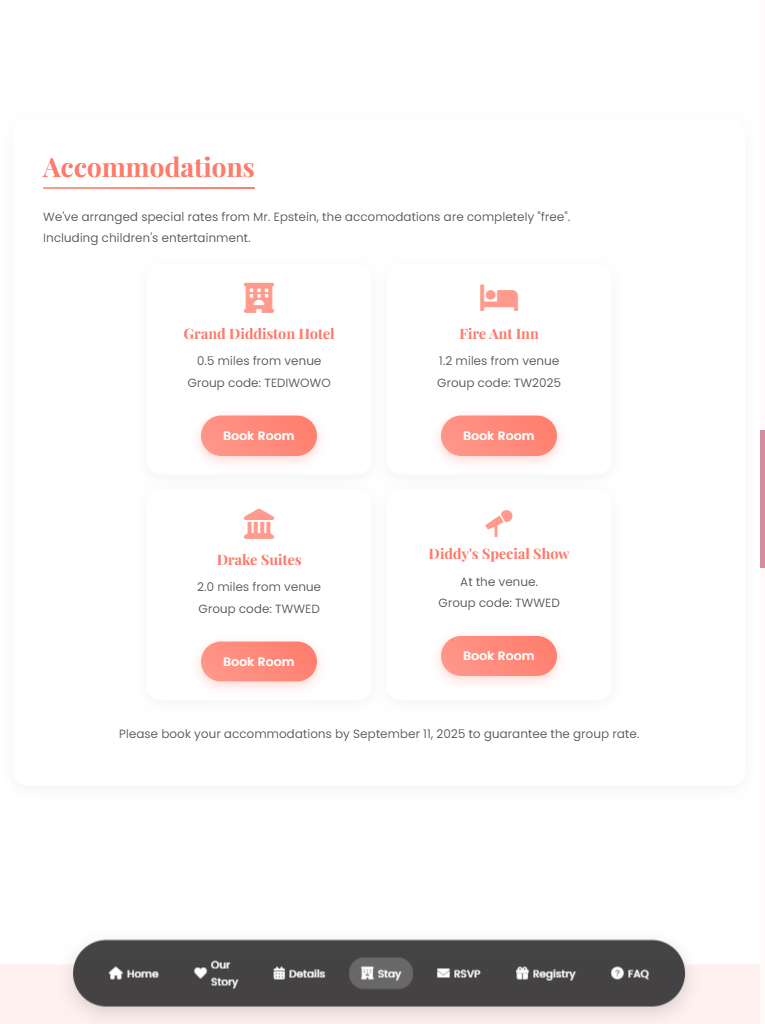 Accommodations
We've arranged special rates from Mr. Epstein, the accomodations are completely "free".
Including children's entertainment.
Grand Diddiston Hotel
0.5 miles from venue
Group code: TEDIWOWO
Book Room
Fire Ant Inn
1.2 miles from venue
Group code: TW2025
Book Room
Drake Suites
2.0 miles from venue
Group code: TWWED
Book Room
Diddy's Special Show
At the venue.
Group code: TWWED
Book Room
Please book your accommodations by September 11, 2025 to guarantee the group rate.
Home
Our
Story
Details
Stay
RSVP
Registry
FAQ